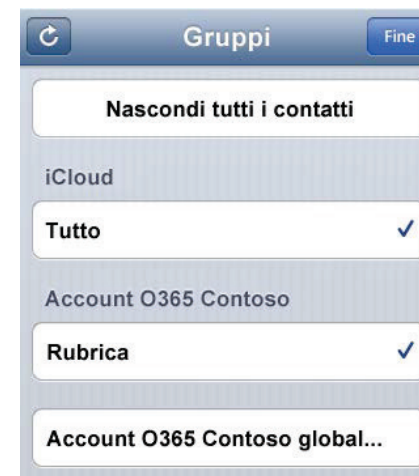 Gruppi
Fine
Nascondi tutti i contatti
iCloud
Tutto
Account O365 Contoso
Rubrica
Account O365 Contoso global...